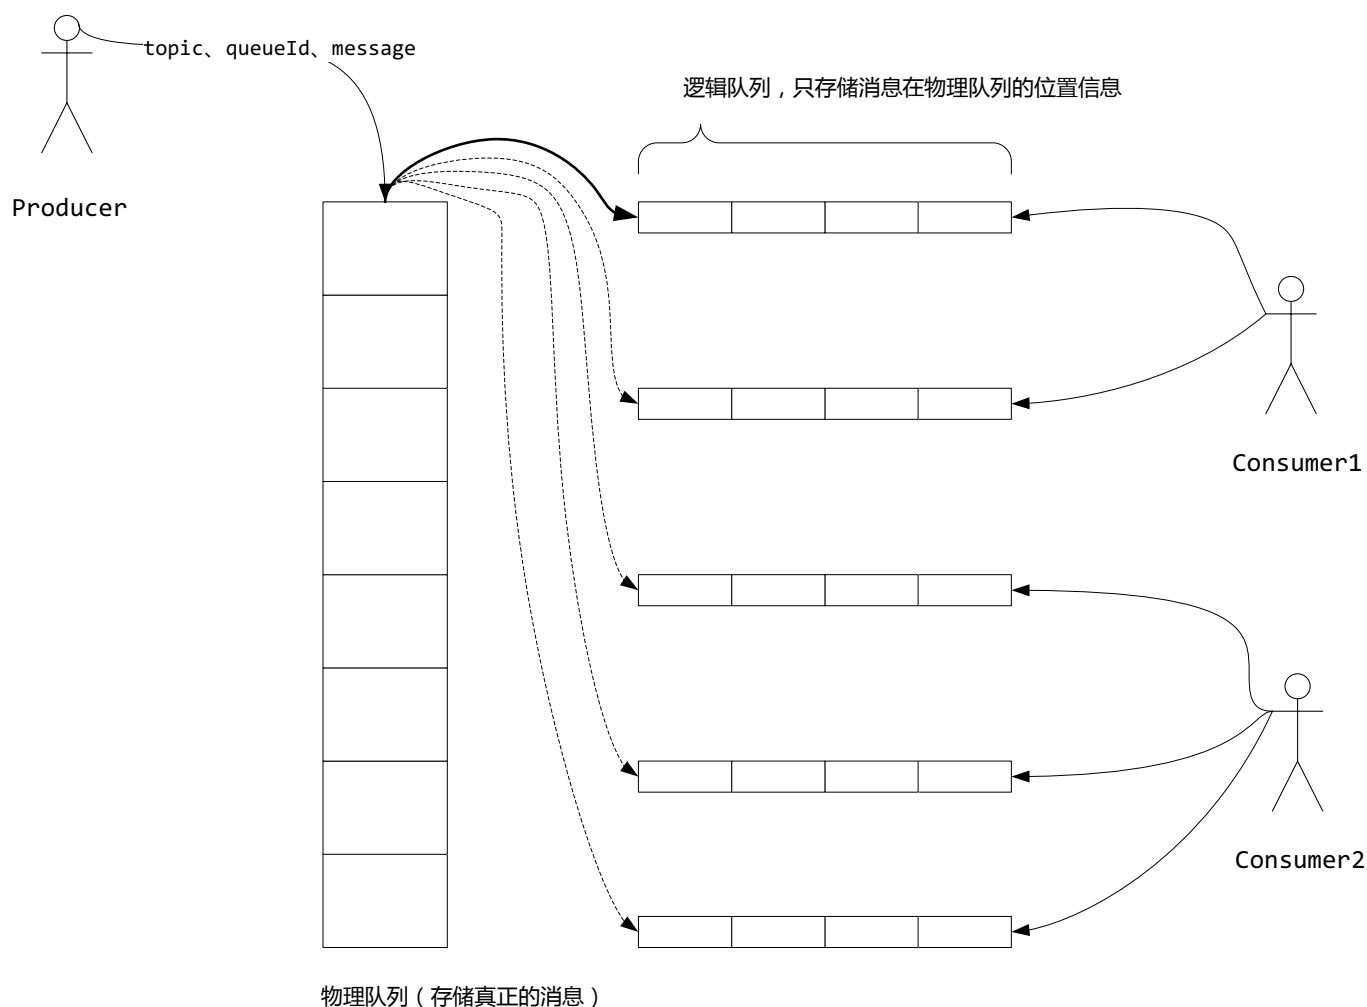 topic、queueId、message
逻辑队列，只存储消息在物理队列的位置信息
Producer
Consumer1
Consumer2
物理队列（存储真正的消息）